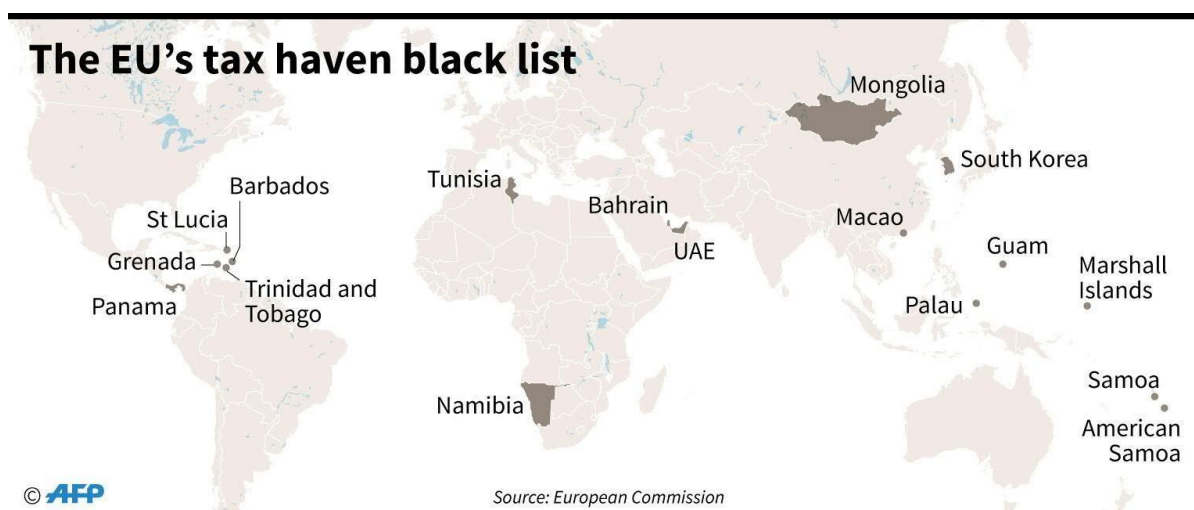 The EU's tax haven black list
Mongolia
South Korea
Tunisia
Barbados
Bahrain
St Lucia
Macao
UAE
Guam
Grenada
Marshall
Islands
Trinidad and
Tobago
Panama
Palau
Samoa
Namibia
American
Samoa
© AFP
Source: European Commission